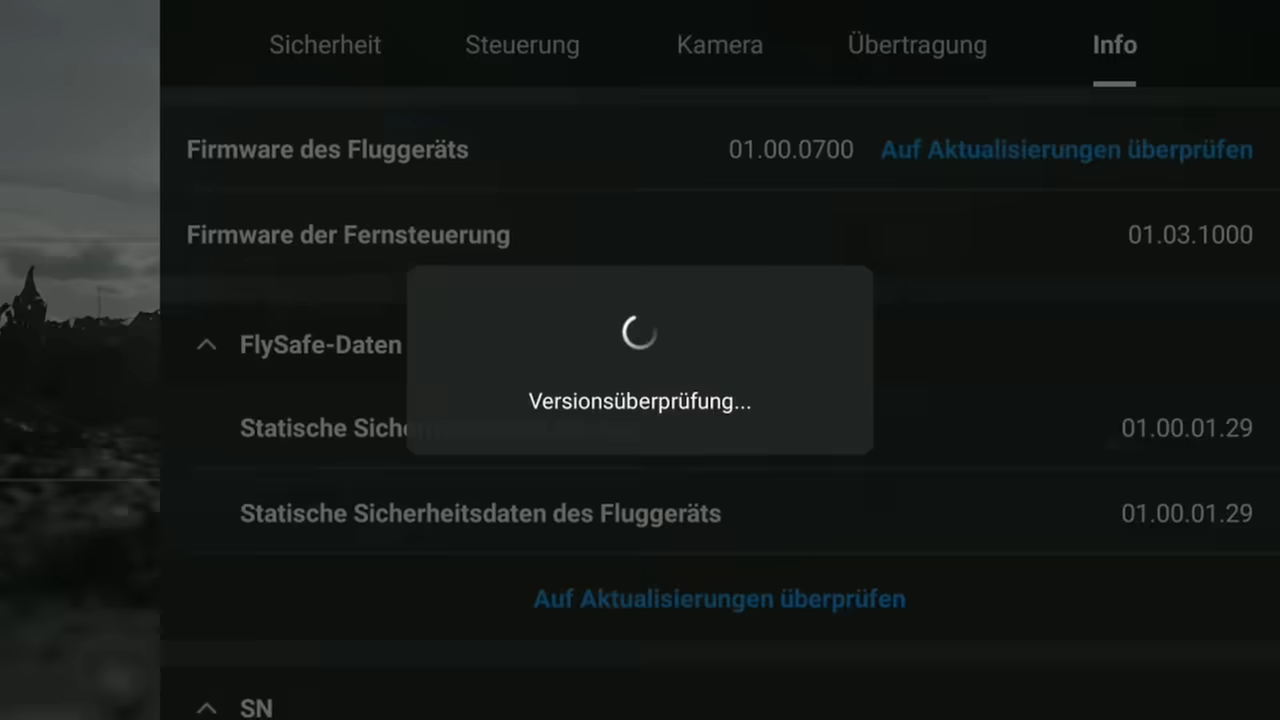 Sicherheit Steuerung Kamera Übertragung Info
Firmware des Fluggeräts 01.00.0700 Auf Aktualisierungen überprüfen
Firmware der Fernsteuerung 01.03.1000
FlySafe-Daten
Versionsüberprüfung...
Statische 01.00.01.29
Statische Sicherheitsdaten des Fluggeräts 01.00.01.29
Auf Aktualisierungen überprüfen
SN